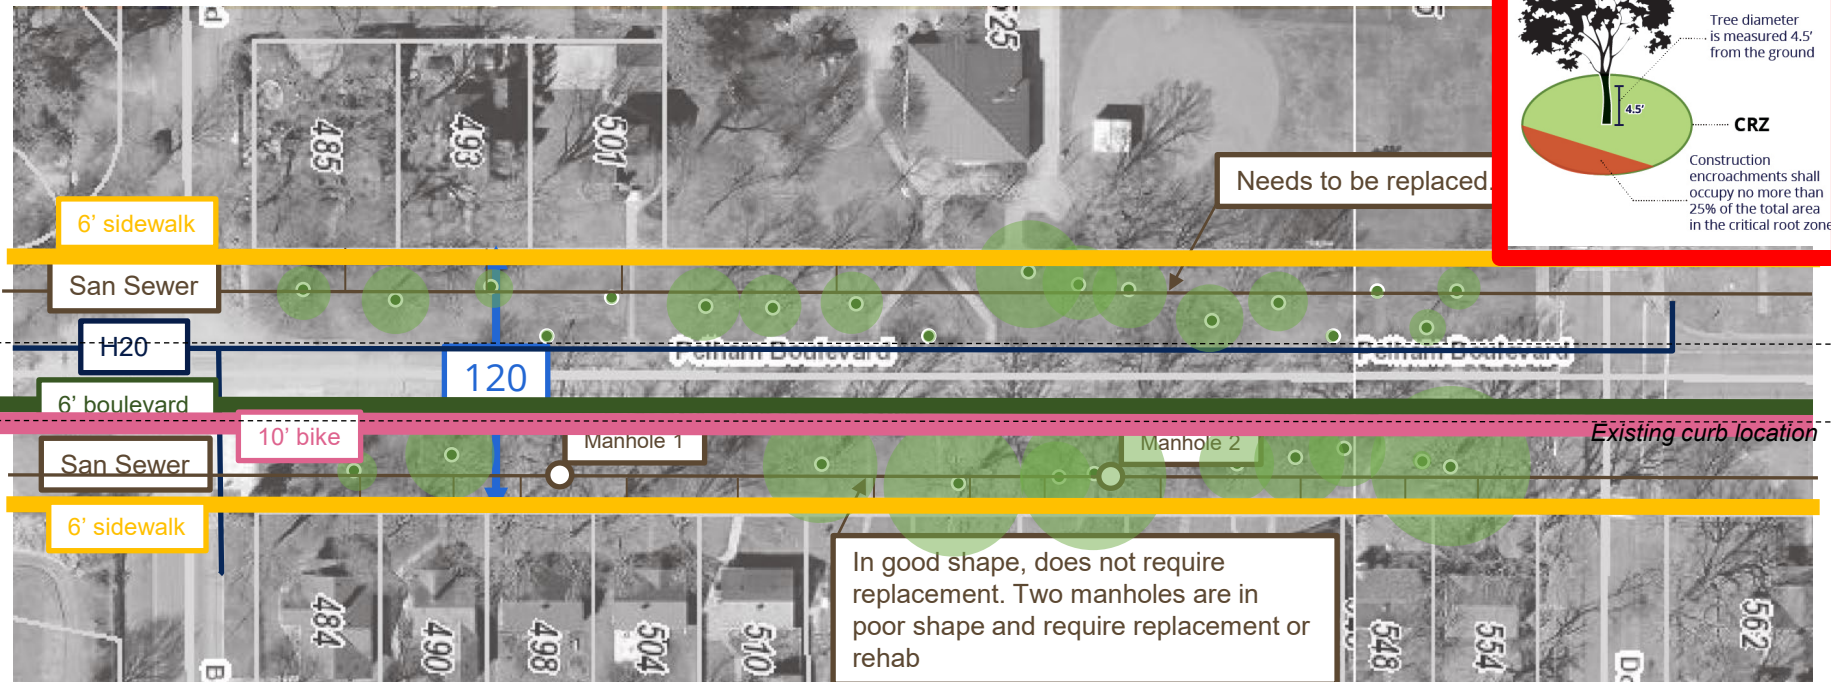 Tree diameter
is measured 4.5'
from the ground
4.5'
CRZ
Construction
encroachments shall
occupy no more than
25% of the total area
in the critical root zone
525
485
493
501
Needs to be replaced.
6' sidewalk
San Sewer
H20
Pelham Boulevard
Pelham Boulevard
120
6' boulevard
10' bike
Manhole 1
Manhole 2
Existing curb location
San Sewer
6' sidewalk
In good shape, does not require
replacement. Two manholes are in
poor shape and require replacement or
rehab
484
490
498
504
510
548
554
562